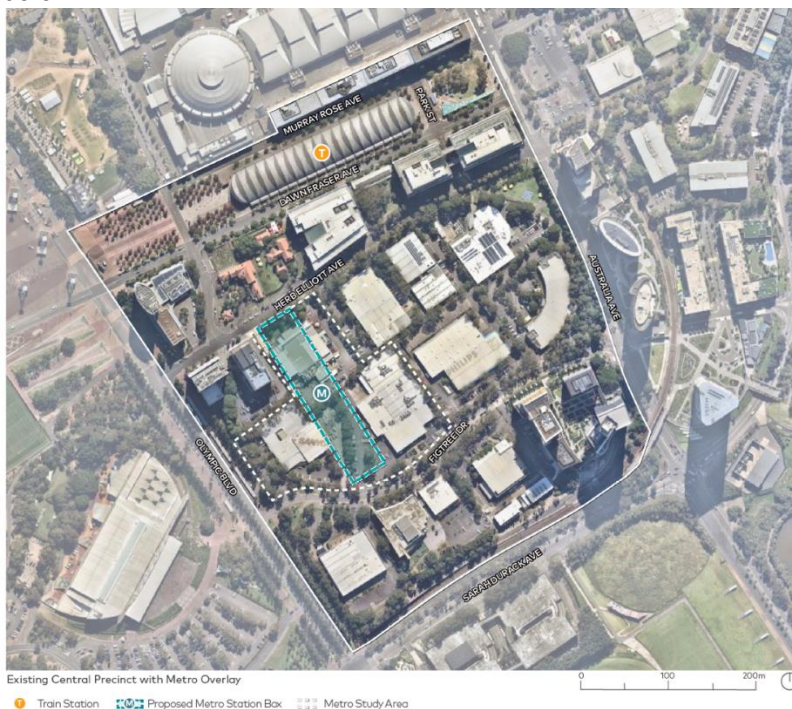 MURRAY ROSE AVE
PARK ST
T
DAWN FRASER AVE
HERB ELLIOTT AVE
AUSTRALIA AVE
PHILIPS
M
SANYO
FIGTREE DR
OLYMPIC BLVD
SARAH DURACK AVE
Existing Central Precinct with Metro Overlay
0 100 200m
T Train Station M Proposed Metro Station Box Metro Study Area